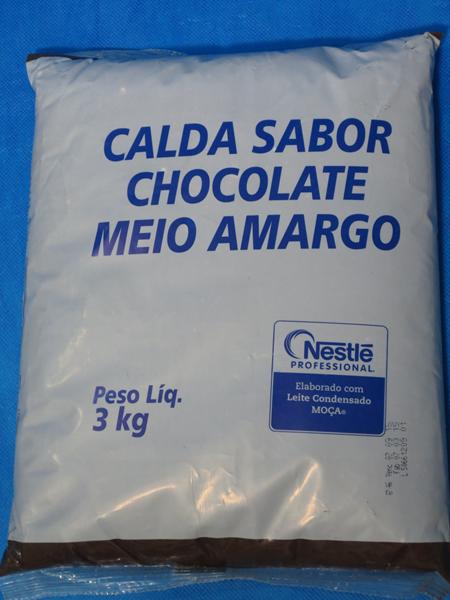 CALDA SABOR
CHOCOLATE
MEIO AMARGO
Nestlé
PROFESSIONAL.
Elaborado com
Leite Condensado
MOÇA®
Peso Líq.
3 kg